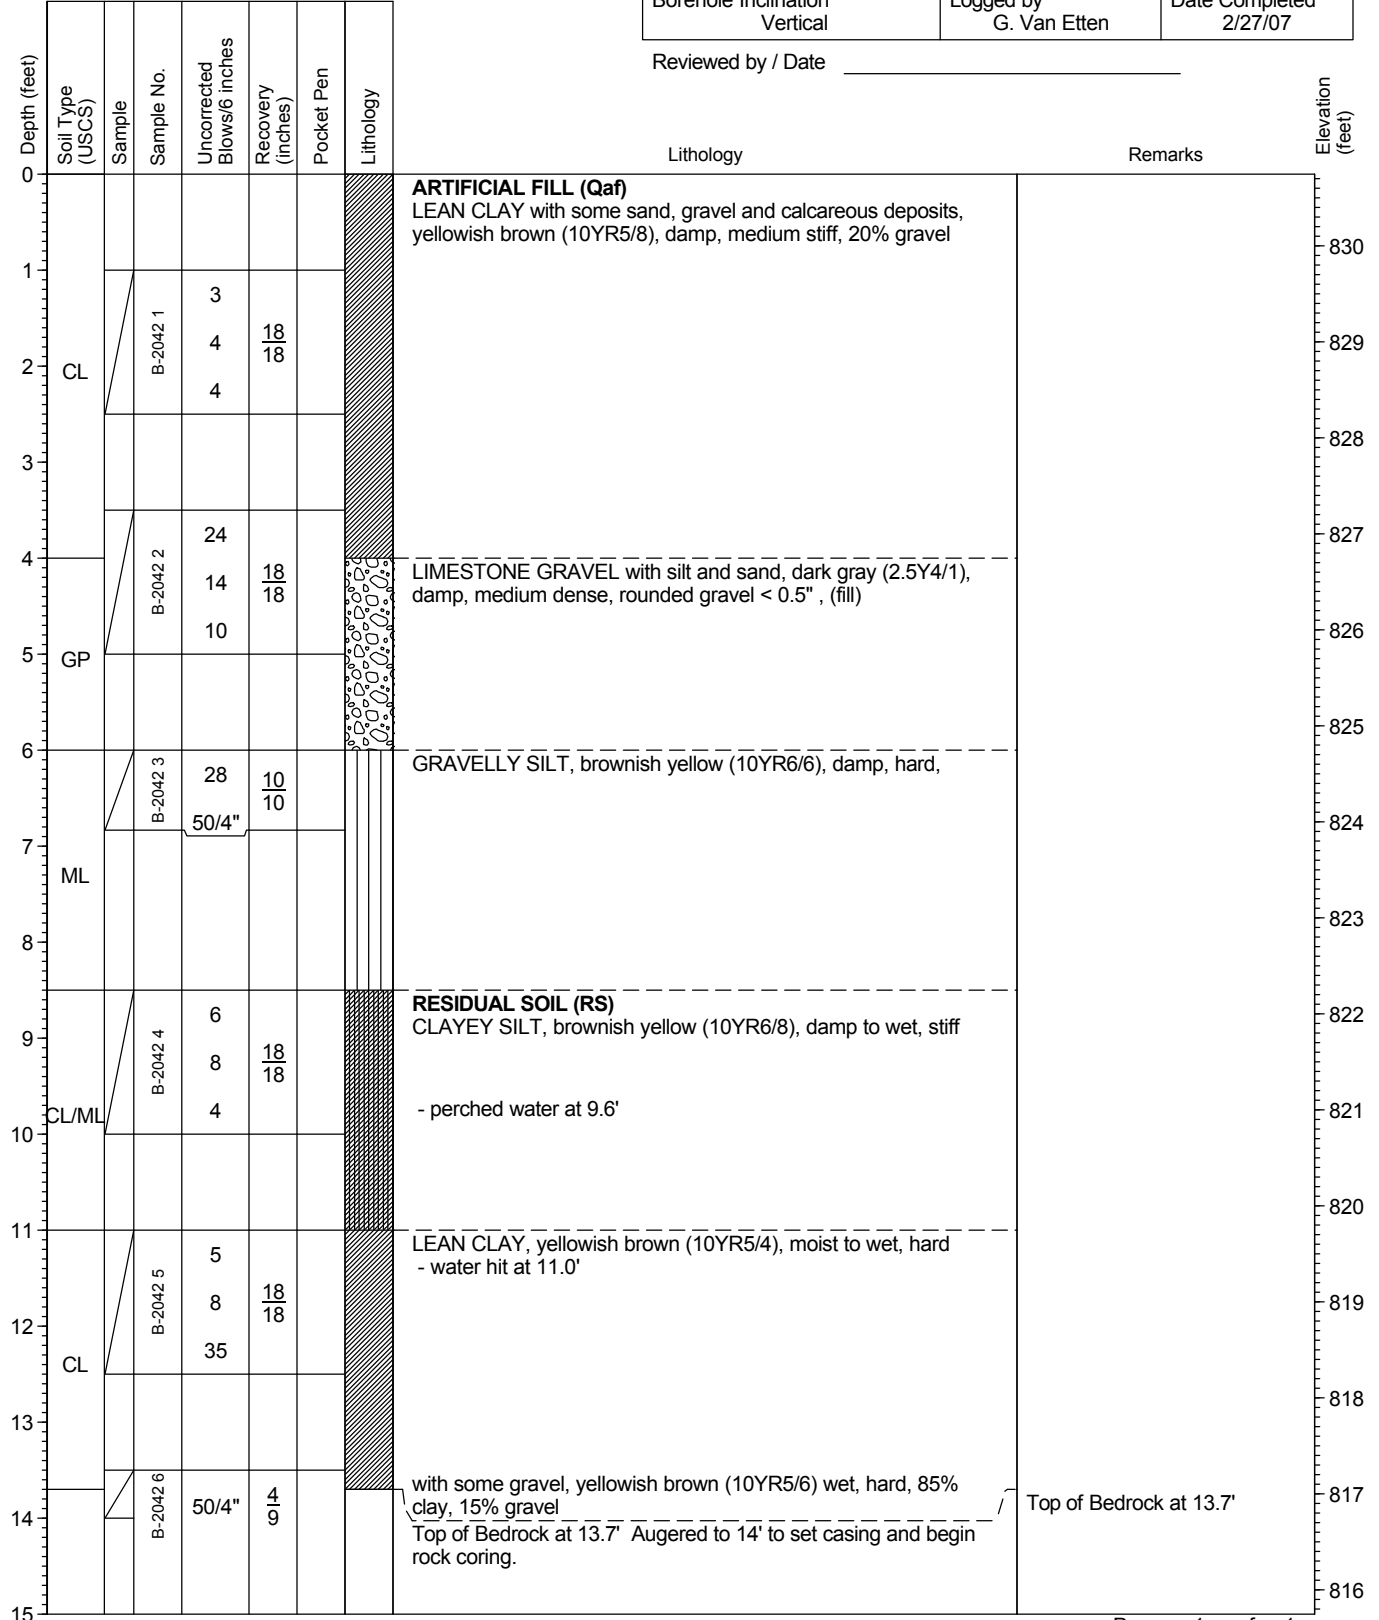 Borehole Inclination
Vertical
Logged by
G. Van Etten
Date Completed
2/27/07
Reviewed by / Date
Depth (feet)
Soil Type (USCS)
Sample
Sample No.
Uncorrected Blows/6 inches
Recovery (inches)
Pocket Pen
Lithology
Lithology
Remarks
Elevation (feet)
0
ARTIFICIAL FILL (Qaf)
LEAN CLAY with some sand, gravel and calcareous deposits,
yellowish brown (10YR5/8), damp, medium stiff, 20% gravel
830
1
B-2042 1
3
4
4
18
18
829
2
CL
828
3
827
4
B-2042 2
24
14
10
18
18
LIMESTONE GRAVEL with silt and sand, dark gray (2.5Y4/1),
damp, medium dense, rounded gravel < 0.5" , (fill)
826
5
GP
825
6
B-2042 3
28
50/4"
10
10
GRAVELLY SILT, brownish yellow (10YR6/6), damp, hard,
824
7
ML
823
8
RESIDUAL SOIL (RS)
CLAYEY SILT, brownish yellow (10YR6/8), damp to wet, stiff
822
9
B-2042 4
6
8
4
18
18
- perched water at 9.6'
CL/ML
821
10
820
11
LEAN CLAY, yellowish brown (10YR5/4), moist to wet, hard
- water hit at 11.0'
B-2042 5
5
8
35
18
18
819
12
CL
818
13
with some gravel, yellowish brown (10YR5/6) wet, hard, 85%
clay, 15% gravel
817
B-2042 6
50/4"
4
9
Top of Bedrock at 13.7'
14
Top of Bedrock at 13.7' Augered to 14' to set casing and begin
rock coring.
816
15